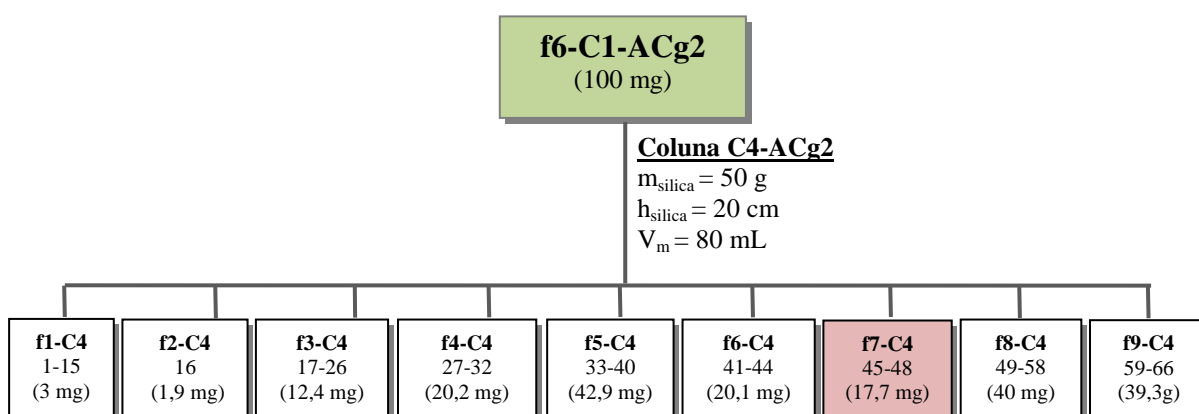 f6-C1-ACg2
(100 mg)
Coluna C4-ACg2
m_silica = 50 g
h_silica = 20 cm
V_m = 80 mL
f1-C4
1-15
(3 mg)
f2-C4
16
(1,9 mg)
f3-C4
17-26
(12,4 mg)
f4-C4
27-32
(20,2 mg)
f5-C4
33-40
(42,9 mg)
f6-C4
41-44
(20,1 mg)
f7-C4
45-48
(17,7 mg)
f8-C4
49-58
(40 mg)
f9-C4
59-66
(39,3g)